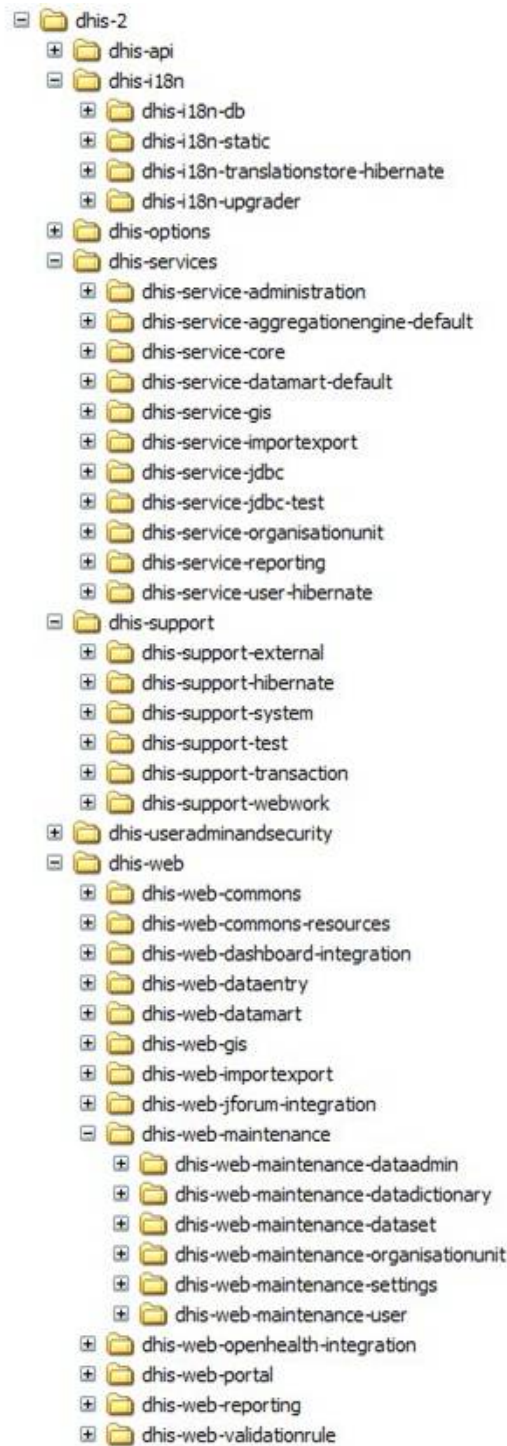 dhis-2
dhis-api
dhis-i18n
dhis-i18n-db
dhis-i18n-static
dhis-i18n-translationstore-hibernate
dhis-i18n-upgrader
dhis-options
dhis-services
dhis-service-administration
dhis-service-aggregationengine-default
dhis-service-core
dhis-service-datamart-default
dhis-service-gis
dhis-service-importexport
dhis-service-jdbc
dhis-service-jdbc-test
dhis-service-organisationunit
dhis-service-reporting
dhis-service-user-hibernate
dhis-support
dhis-support-external
dhis-support-hibernate
dhis-support-system
dhis-support-test
dhis-support-transaction
dhis-support-webwork
dhis-useradminandsecurity
dhis-web
dhis-web-commons
dhis-web-commons-resources
dhis-web-dashboard-integration
dhis-web-dataentry
dhis-web-datamart
dhis-web-gis
dhis-web-importexport
dhis-web-jforum-integration
dhis-web-maintenance
dhis-web-maintenance-dataadmin
dhis-web-maintenance-datadictionary
dhis-web-maintenance-dataset
dhis-web-maintenance-organisationunit
dhis-web-maintenance-settings
dhis-web-maintenance-user
dhis-web-openhealth-integration
dhis-web-portal
dhis-web-reporting
dhis-web-validationrule